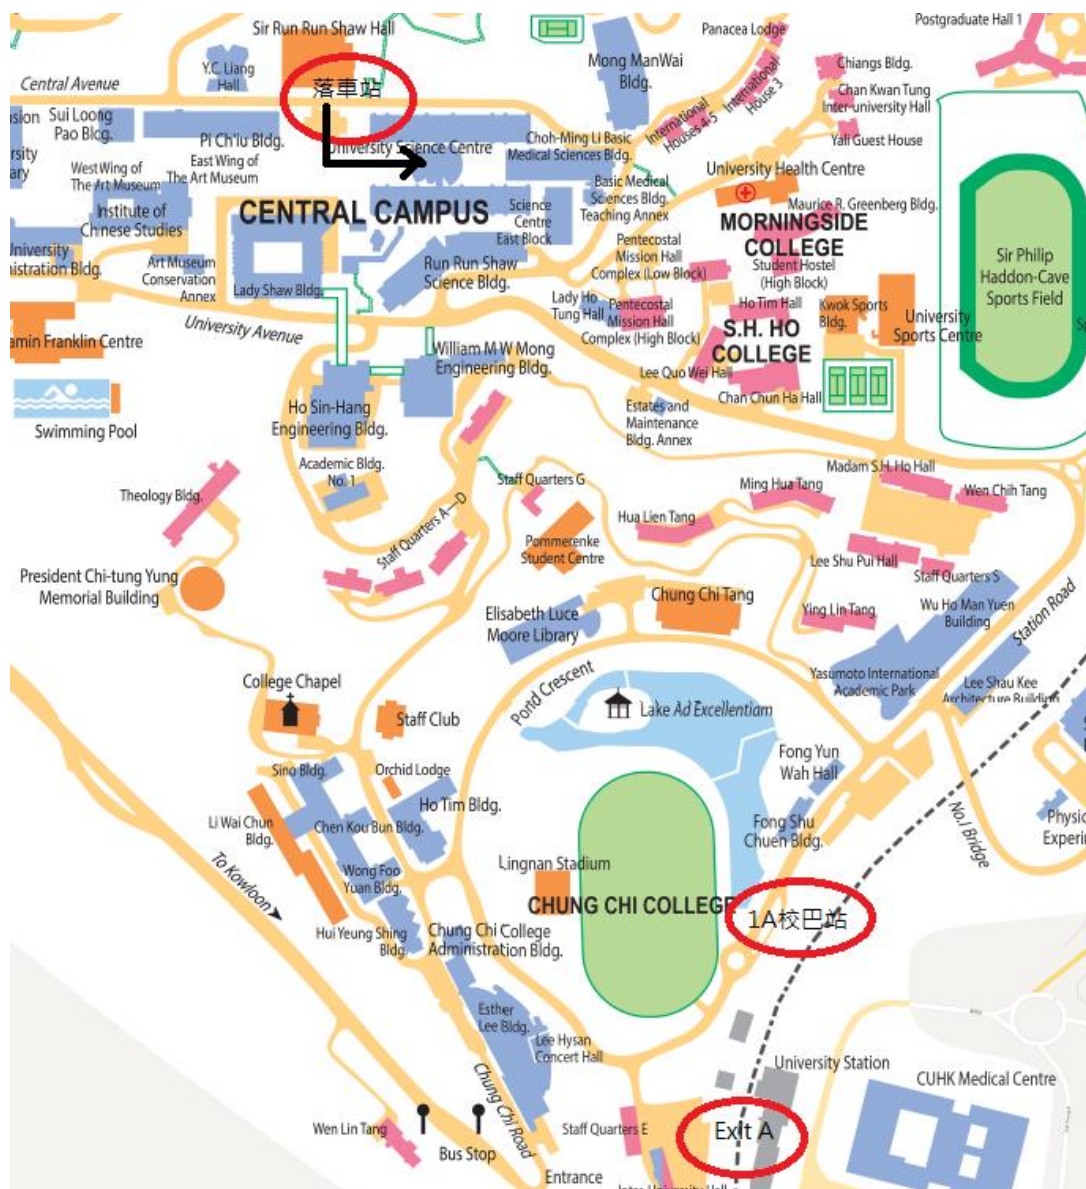 Sir Run Run Shaw Hall
Postgraduate Hall 1
Panacea Lodge
Y.C. Liang
Hall
Mong ManWai
Bldg.
Chiangs Bldg.
Central Avenue
落車站
International
House 3
Chan Kwan Tung
Inter-university Hall
Sui Loong
Pao Bldg.
International
Houses 4-5
Yali Guest House
Pi Ch'iu Bldg.
University Science Centre
Choh-Ming Li Basic
Medical Sciences Bldg.
West Wing of
The Art Museum
East Wing of
The Art Museum
University Health Centre
Basic Medical
Sciences Bldg.
Teaching Annex
Institute of
Chinese Studies
CENTRAL CAMPUS
Science
Centre
East Block
Maurice R. Greenberg Bldg.
MORNINGSIDE
COLLEGE
University
nistration Bldg.
Art Museum
Conservation
Annex
Lady Shaw Bldg.
Run Run Shaw
Science Bldg.
Pentecostal
Mission Hall
Complex (Low Block)
Student Hostel
(High Block)
Sir Philip
Haddon-Cave
Sports Field
University Avenue
Lady Ho
Tung Hall
Pentecostal
Mission Hall
Complex (High Block)
Ho Tim Hall
Kwok Sports
Bldg.
University
Sports Centre
S.H. HO
COLLEGE
amin Franklin Centre
William M W Mong
Engineering Bldg.
Lee Quo Wei Hall
Chan Chun Ha Hall
Swimming Pool
Ho Sin-Hang
Engineering Bldg.
Estates and
Maintenance
Bldg. Annex
Academic Bldg.
No. 1
Theology Bldg.
Staff Quarters A—D
Staff Quarters G
Ming Hua Tang
Madam S.H. Ho Hall
Wen Chih Tang
Hua Lien Tang
Pommerenke
Student Centre
Lee Shu Pui Hall
Staff Quarters S
President Chi-tung Yung
Memorial Building
Elisabeth Luce
Moore Library
Chung Chi Tang
Ying Lin Tang
Wu Ho Man Yuen
Building
Station Road
College Chapel
Staff Club
Pond Crescent
Lake Ad Excellentiam
Yasumoto International
Academic Park
Lee Shau Kee
Architecture Building
Sino Bldg.
Orchid Lodge
Ho Tim Bldg.
Fong Yun
Wah Hall
Li Wai Chun
Bldg.
Chen Kou Bun Bldg.
Fong Shu
Chuen Bldg.
No.1 Bridge
Physic
Experi
To Kowloon
Wong Foo
Yuan Bldg.
Lingnan Stadium
CHUNG CHI COLLEGE
1A校巴站
Hui Yeung Shing
Bldg.
Chung Chi College
Administration Bldg.
Esther
Lee Bldg.
Lee Hysan
Concert Hall
University Station
CUHK Medical Centre
Chung Chi Road
Wen Lin Tang
Bus Stop
Staff Quarters E
Exit A
Entrance